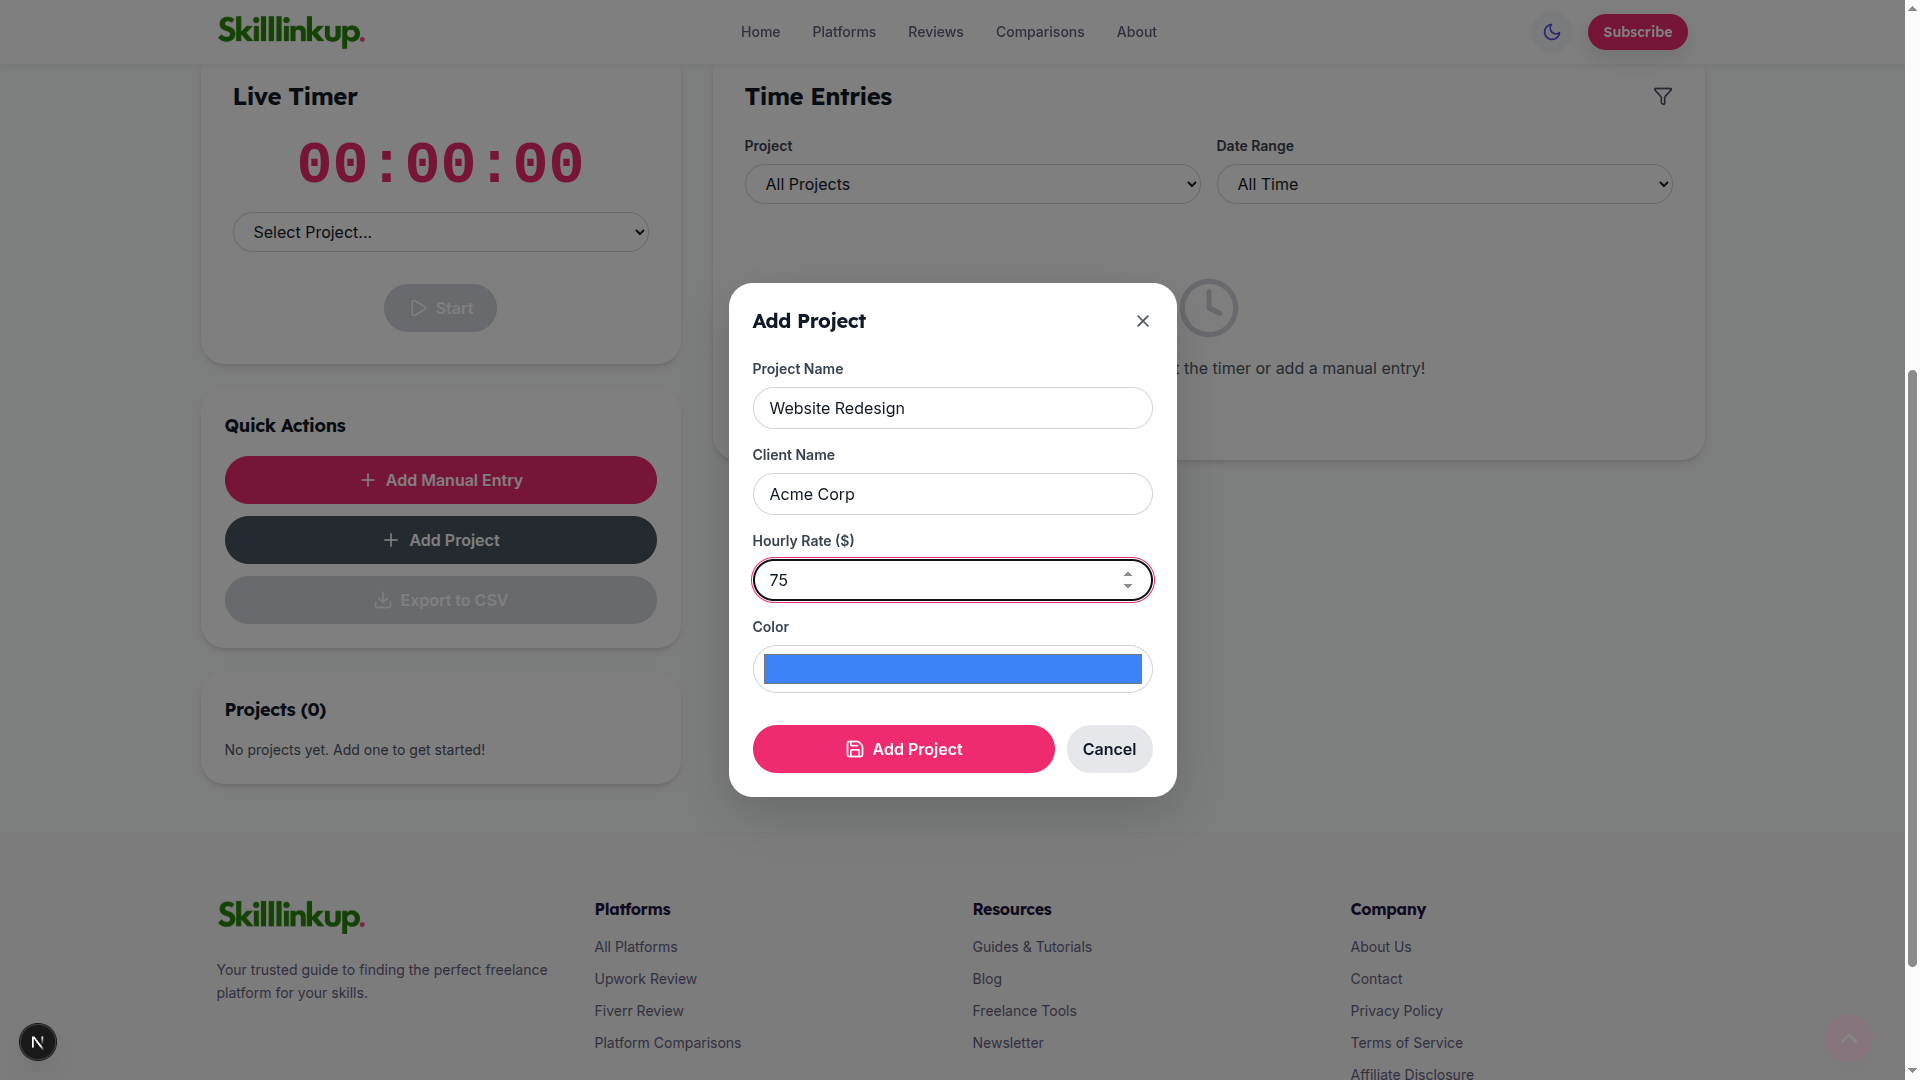 Skilllinkup.
Home
Platforms
Reviews
Comparisons
About
Subscribe
Live Timer
00:00:00
Select Project...
Start
Quick Actions
Add Manual Entry
Add Project
Export to CSV
Projects (0)
No projects yet. Add one to get started!
Time Entries
Project
Date Range
All Projects
All Time
the timer or add a manual entry!
Add Project
Project Name
Website Redesign
Client Name
Acme Corp
Hourly Rate ($)
75
Color
Add Project
Cancel
Skilllinkup.
Your trusted guide to finding the perfect freelance
platform for your skills.
Platforms
All Platforms
Upwork Review
Fiverr Review
Platform Comparisons
Resources
Guides & Tutorials
Blog
Freelance Tools
Newsletter
Company
About Us
Contact
Privacy Policy
Terms of Service
Affiliate Disclosure
N